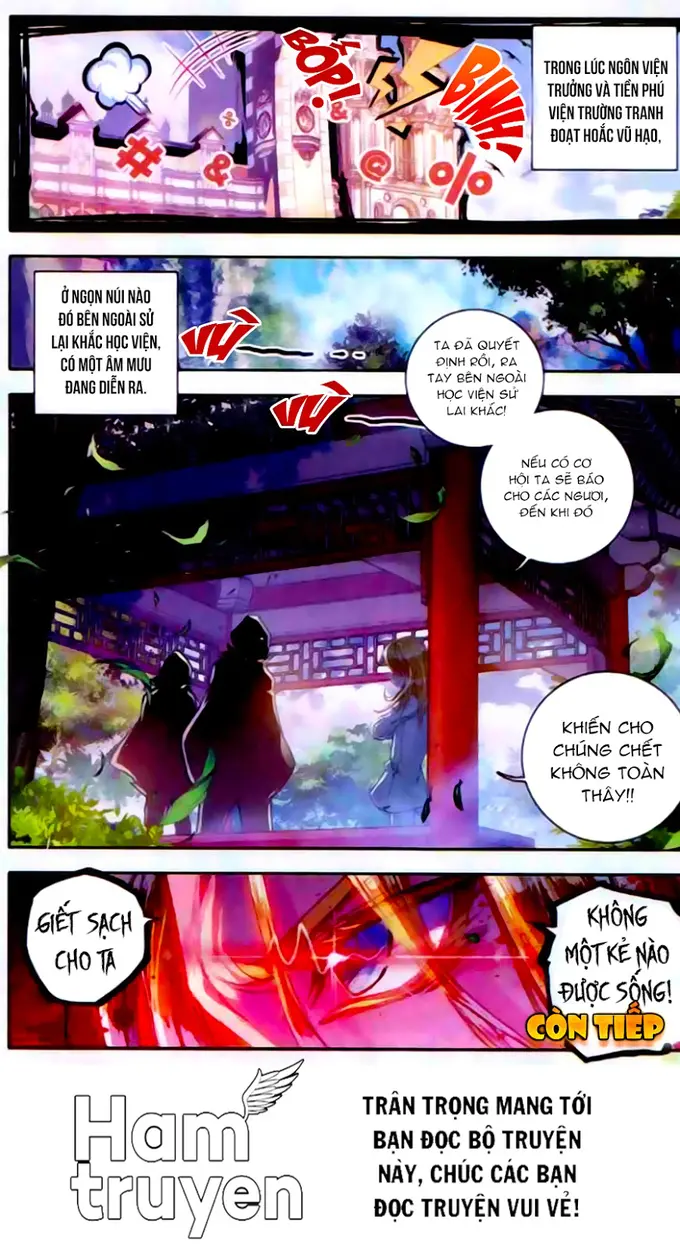 BỐP!
BINH!
TRONG LÚC NGÔN VIỆN
TRƯỞNG VÀ TIỀN PHÚ
VIỆN TRƯỜNG TRANH
ĐOẠT HOẮC VŨ HẠO,
#
&
%
&
@
%
Ở NGỌN NÚI NÀO
ĐÓ BÊN NGOÀI SỬ
LẠI KHẮC HỌC VIỆN,
CÓ MỘT ÂM MƯU
ĐANG DIỄN RA.
VÙ
VÙ
TA ĐÃ QUYẾT
ĐỊNH RỒI, RA
TAY BÊN NGOÀI
HỌC VIỆN SỬ
LAI KHẮC!
NẾU CÓ CƠ
HỘI TA SẼ BÁO
CHO CÁC NGƯƠI,
ĐẾN KHI ĐÓ
KHIẾN CHO
CHÚNG CHẾT
KHÔNG TOÀN
THÂY!!
GIẾT SẠCH
CHO TA
KHÔNG
MỘT KẺ NÀO
ĐƯỢC SỐNG!
CÒN TIẾP
Ham
truyen
TRÂN TRỌNG MANG TỚI
BẠN ĐỌC BỘ TRUYỆN
NÀY, CHÚC CÁC BẠN
ĐỌC TRUYỆN VUI VẺ!